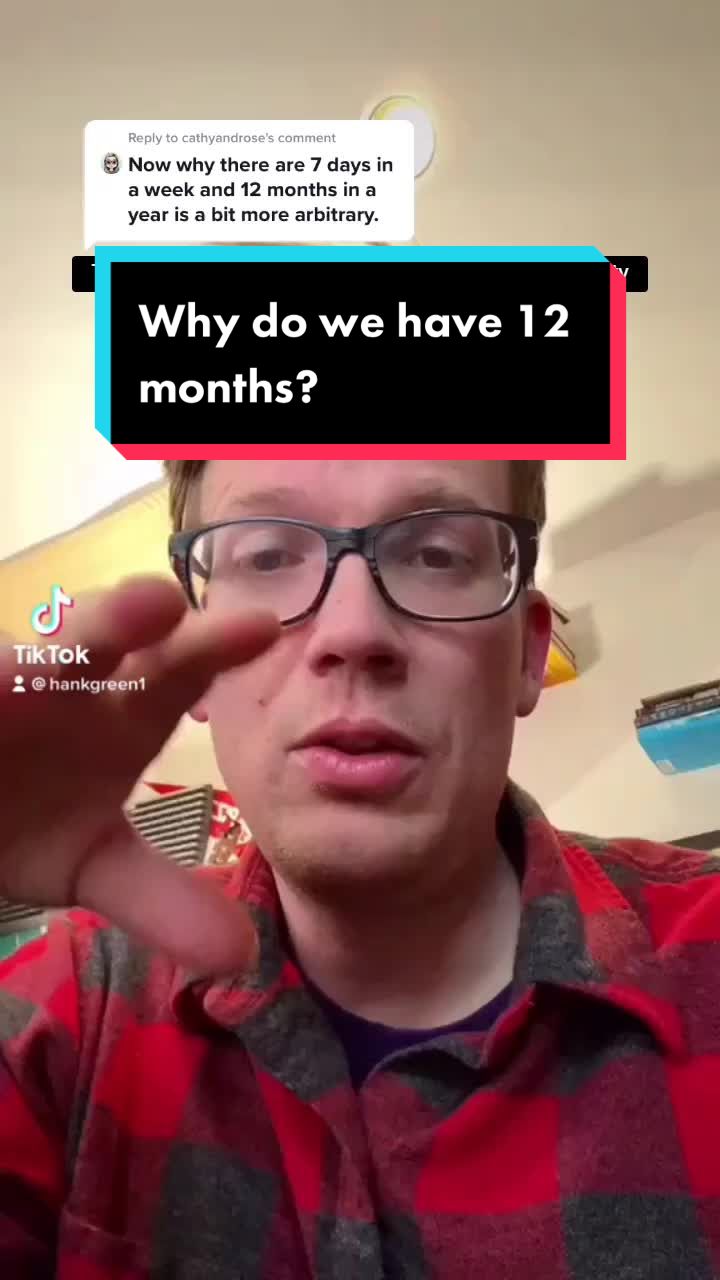 Reply to cathyandrose's comment
Now why there are 7 days in
a week and 12 months in a
year is a bit more arbitrary.
Why do we have 12
months?
TikTok
@hankgreen1